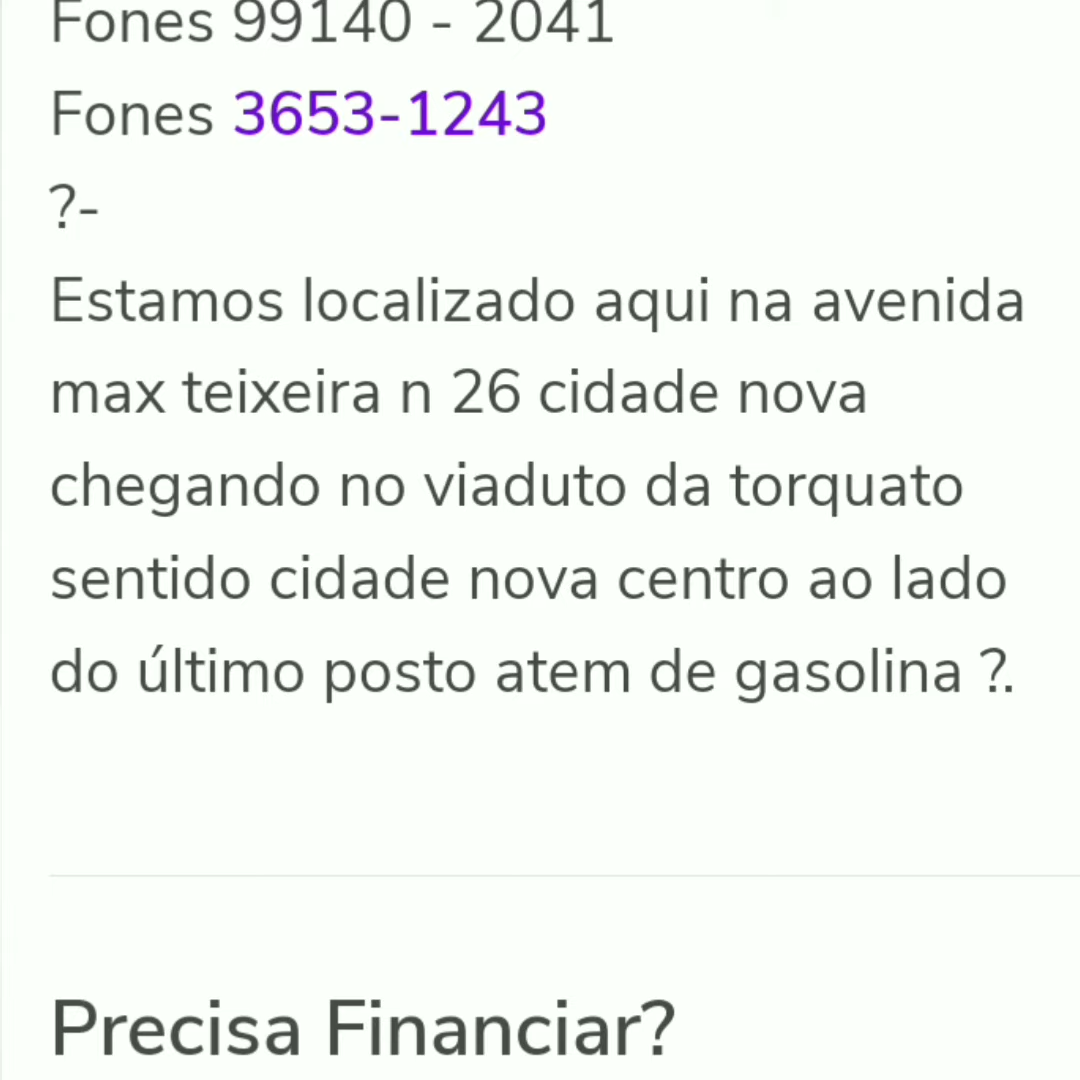 Fones 99140 - 2041
Fones 3653-1243
?-
Estamos localizado aqui na avenida
max teixeira n 26 cidade nova
chegando no viaduto da torquato
sentido cidade nova centro ao lado
do último posto atem de gasolina ?.
Precisa Financiar?